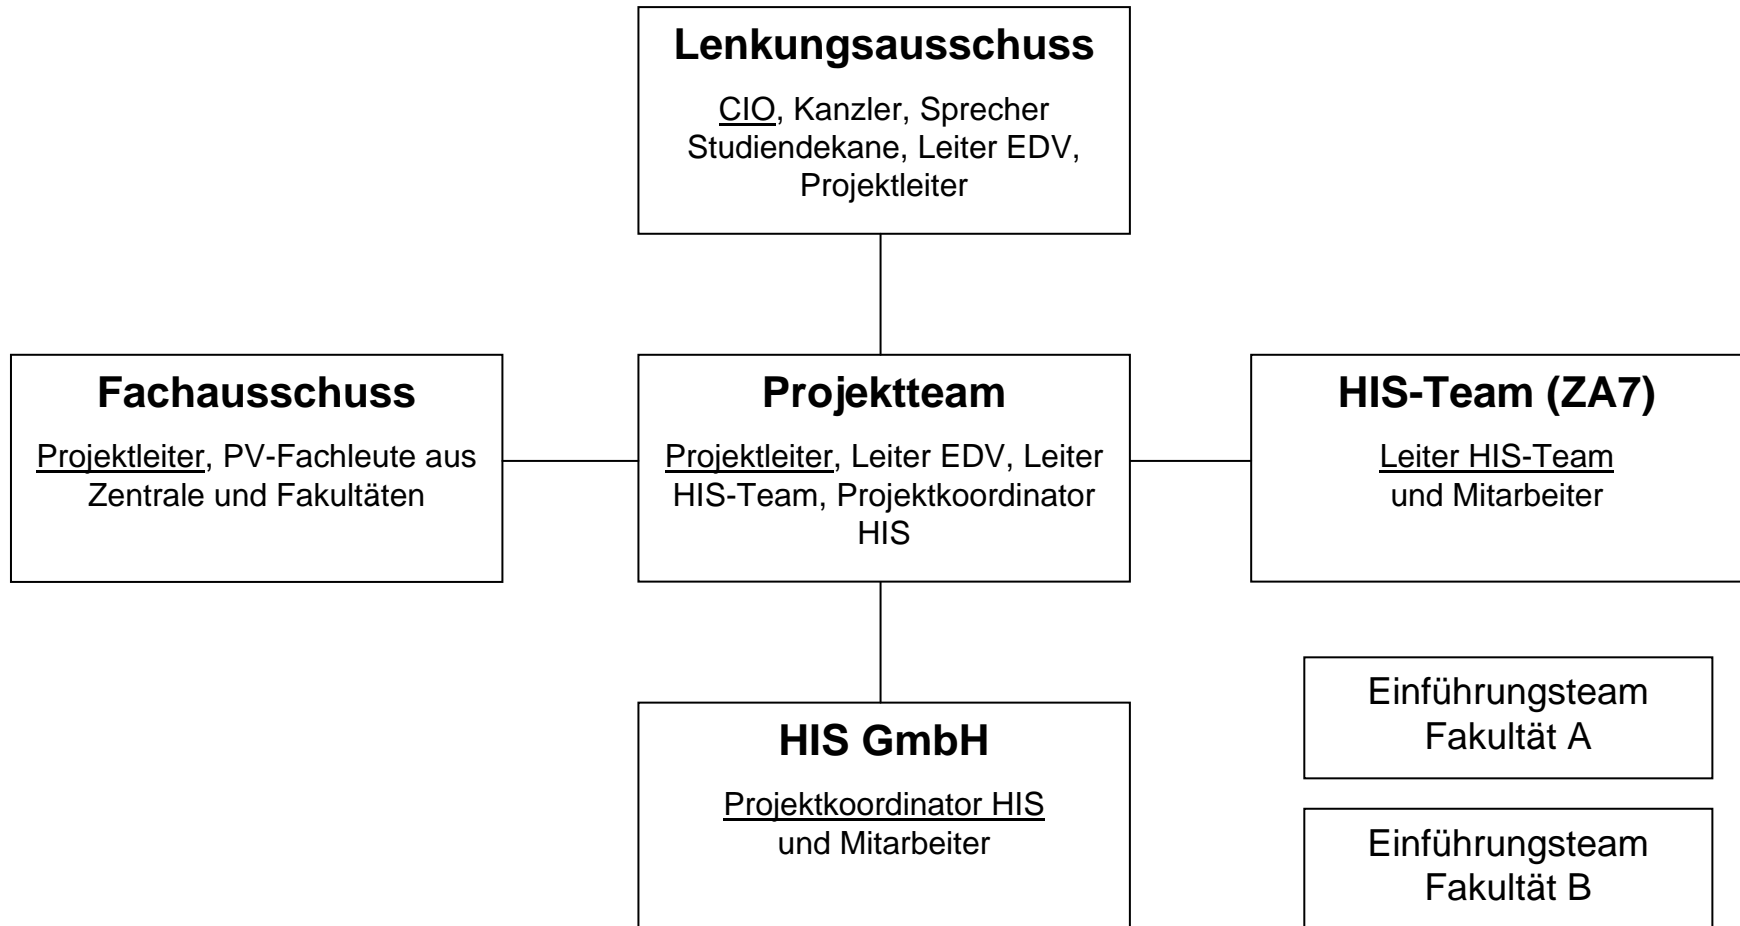 Lenkungsausschuss
CIO, Kanzler, Sprecher
Studiendekane, Leiter EDV,
Projektleiter
Fachausschuss
Projektleiter, PV-Fachleute aus
Zentrale und Fakultäten
Projektteam
Projektleiter, Leiter EDV, Leiter
HIS-Team, Projektkoordinator
HIS
HIS-Team (ZA7)
Leiter HIS-Team
und Mitarbeiter
HIS GmbH
Projektkoordinator HIS
und Mitarbeiter
Einführungsteam
Fakultät A
Einführungsteam
Fakultät B